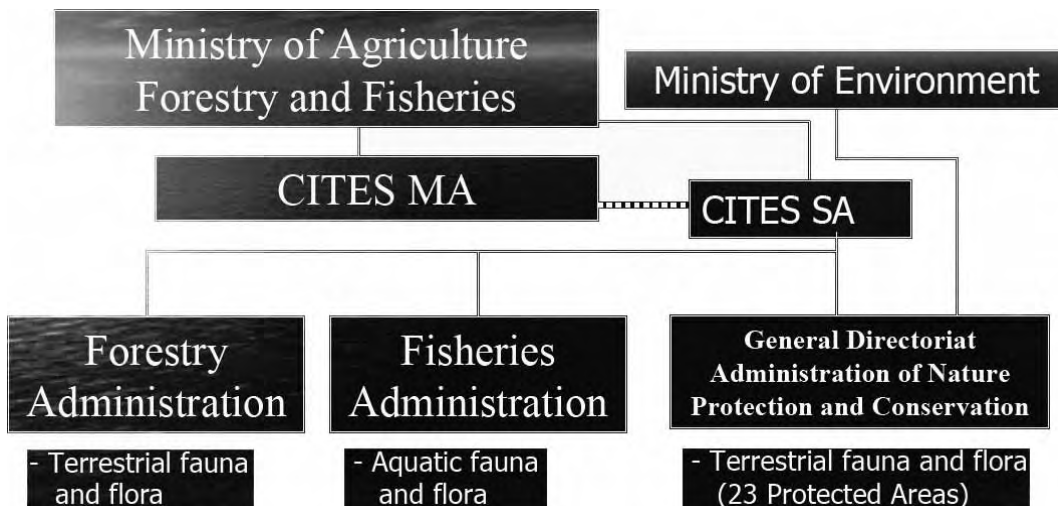 Ministry of Agriculture
Forestry and Fisheries
Ministry of Environment
CITES MA
CITES SA
Forestry
Administration
Fisheries
Administration
General Directoriat
Administration of Nature
Protection and Conservation
- Terrestrial fauna
and flora
- Aquatic fauna
and flora
- Terrestrial fauna and flora
(23 Protected Areas)